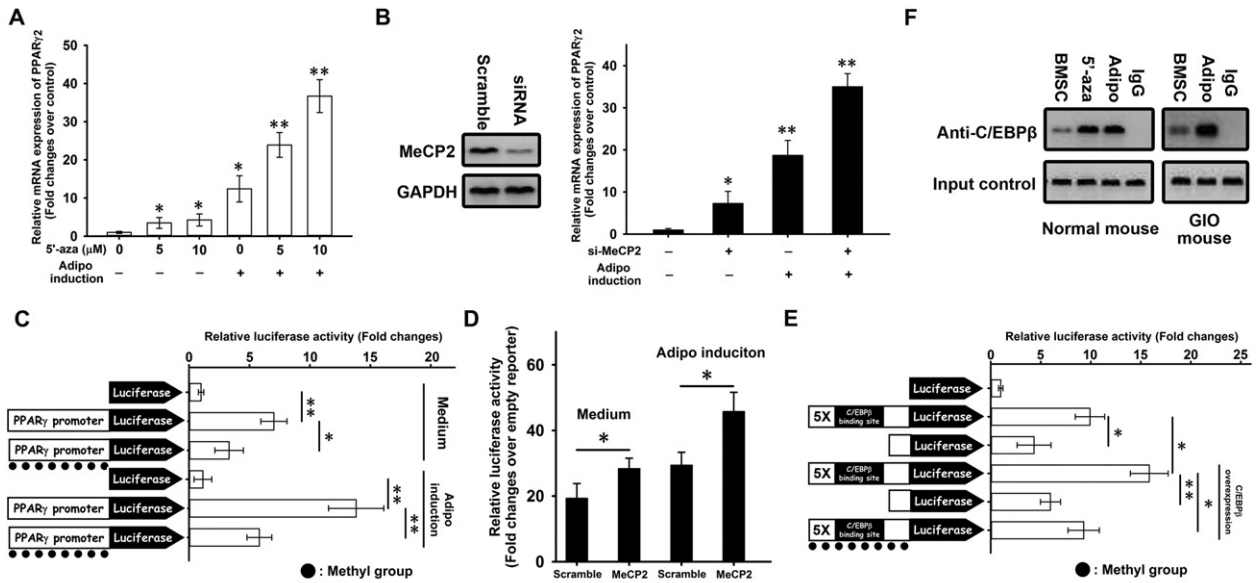 A
Relative mRNA expression of PPARγ2
(Fold changes over control)
50
40
30
20
10
0
*
*
*
**
**
5'-aza (μM) 0 5 10 0 5 10
Adipo
induction
– – – + + +
B
Scramble
siRNA
MeCP2
GAPDH
Relative mRNA expression of PPARγ2
(Fold changes over control)
40
30
20
10
0
*
**
**
si-MeCP2 – + – +
Adipo
induction
– – + +
F
BMSC
5'-aza
Adipo
IgG
BMSC
Adipo
IgG
Anti-C/EBPβ
Input control
Normal mouse
GIO
mouse
C
Relative luciferase activity (Fold changes)
0 5 10 15 20
Luciferase
PPARγ promoter Luciferase
PPARγ promoter Luciferase
Luciferase
PPARγ promoter Luciferase
PPARγ promoter Luciferase
**
*
**
**
Medium
Adipo
induction
: Methyl group
D
Relative luciferase activity
(Fold changes over empty reporter)
60
40
20
0
Adipo induciton
Medium
*
*
Scramble MeCP2 Scramble MeCP2
E
Relative luciferase activity (Fold changes)
0 5 10 15 20 25
Luciferase
5X C/EBPβ binding site Luciferase
Luciferase
5X C/EBPβ binding site Luciferase
Luciferase
5X C/EBPβ binding site Luciferase
*
*
**
*
C/EBPβ
overexpression
: Methyl group